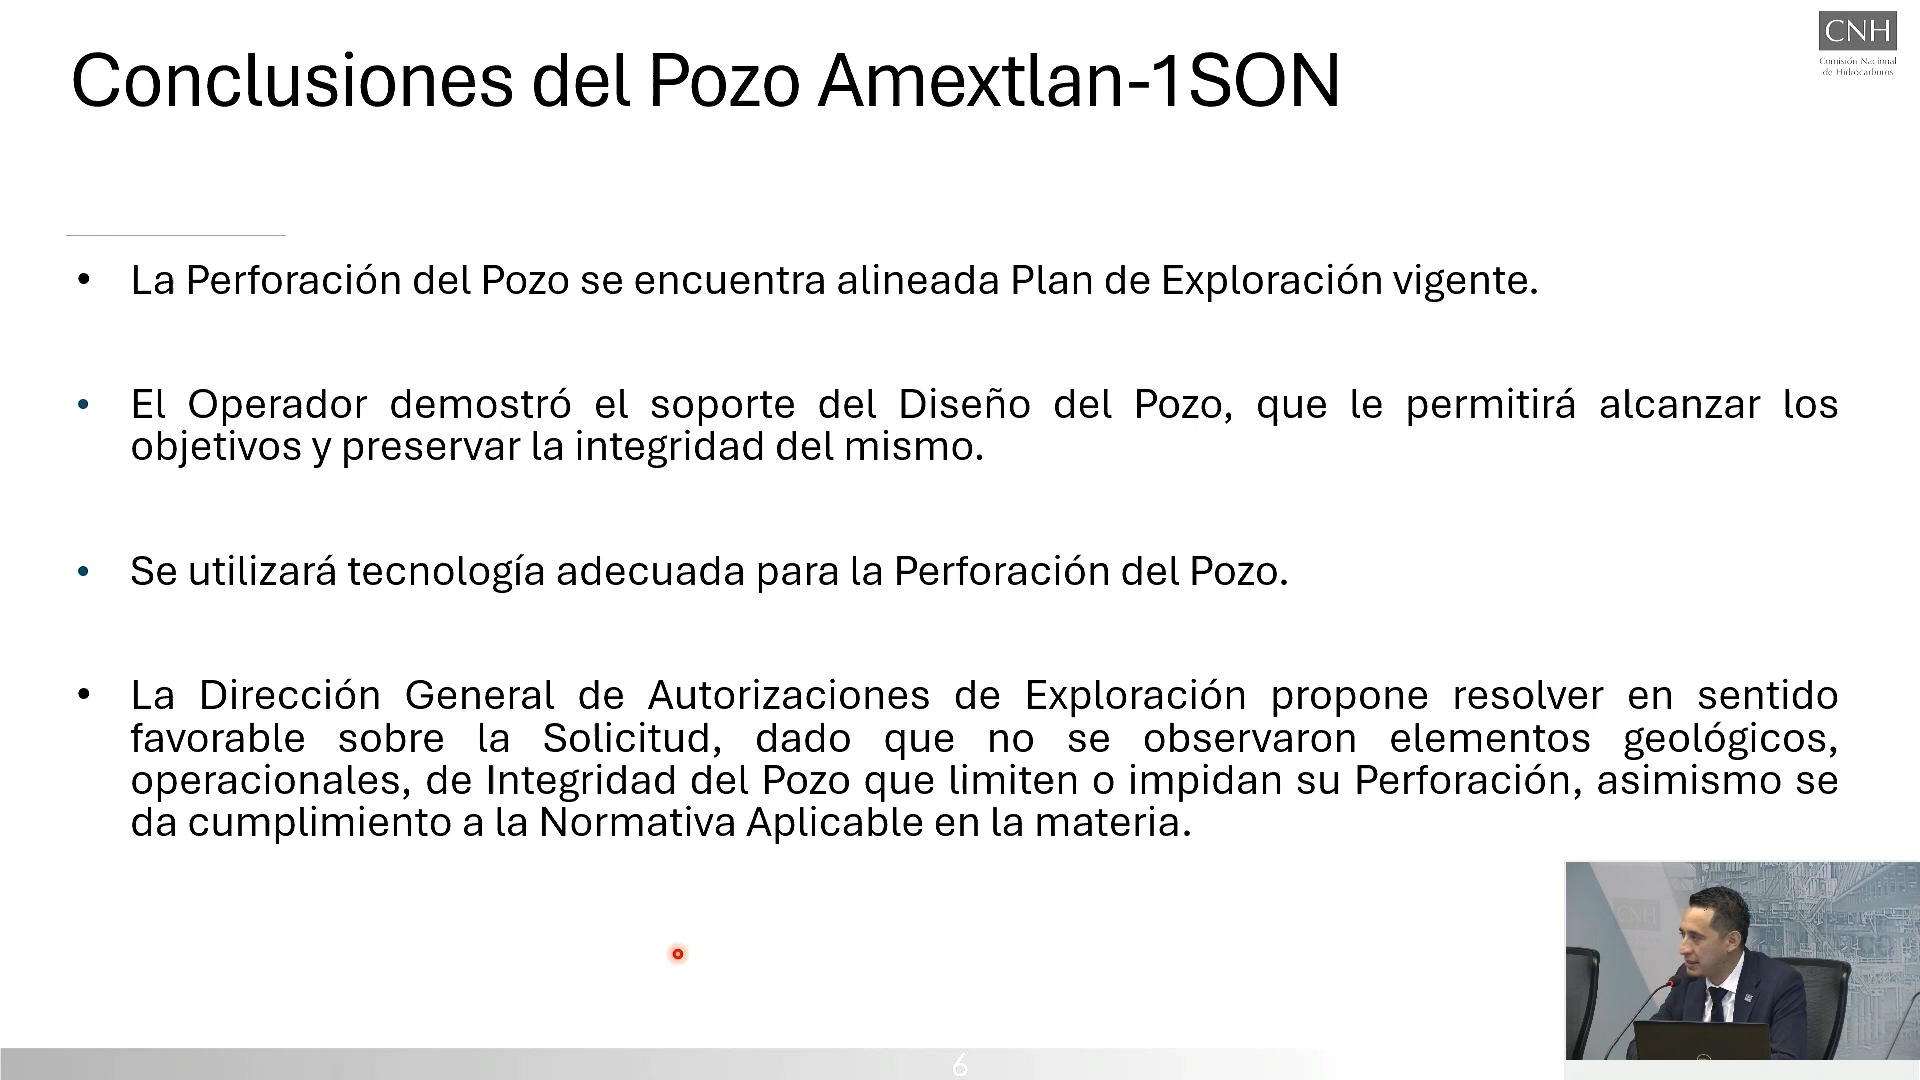 Conclusiones del Pozo Amextlan-1SON
CNH
Comisión Nacional
de Hidrocarburos
• La Perforación del Pozo se encuentra alineada Plan de Exploración vigente.
• El Operador demostró el soporte del Diseño del Pozo, que le permitirá alcanzar los
objetivos y preservar la integridad del mismo.
• Se utilizará tecnología adecuada para la Perforación del Pozo.
• La Dirección General de Autorizaciones de Exploración propone resolver en sentido
favorable sobre la Solicitud, dado que no se observaron elementos geológicos,
operacionales, de Integridad del Pozo que limiten o impidan su Perforación, asimismo se
da cumplimiento a la Normativa Aplicable en la materia.
CNH
6